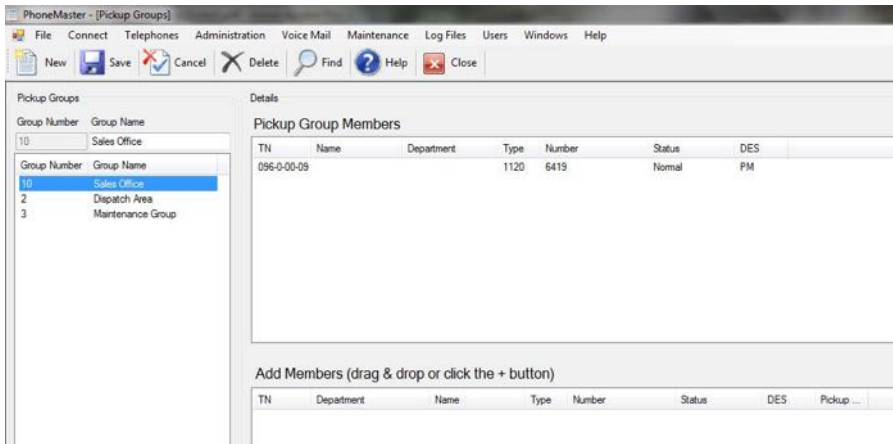 PhoneMaster - [Pickup Groups]
File Connect Telephones Administration Voice Mail Maintenance Log Files Users Windows Help
New Save Cancel Delete Find Help Close
Pickup Groups
Group Number Group Name
10 Sales Office
Group Number Group Name
10 Sales Office
2 Dispatch Area
3 Maintenance Group
Details
Pickup Group Members
TN Name Department Type Number Status DES
096-0-00-09 1120 6419 Normal PM
Add Members (drag & drop or click the + button)
TN Department Name Type Number Status DES Pickup ...